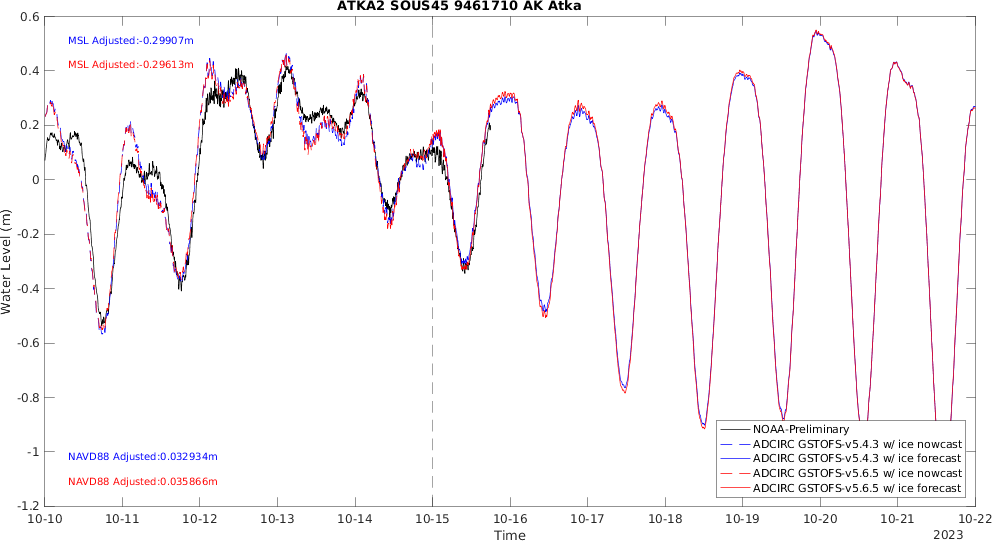 ATKA2 SOUS45 9461710 AK Atka
0.6
MSL Adjusted:-0.29907m
MSL Adjusted:-0.29613m
0.4
0.2
0
-0.2
-0.4
-0.6
-0.8
-1
-1.2
Water Level (m)
NAVD88 Adjusted:0.032934m
NAVD88 Adjusted:0.035866m
NOAA-Preliminary
ADCIRC GSTOFS-v5.4.3 w/ ice nowcast
ADCIRC GSTOFS-v5.4.3 w/ ice forecast
ADCIRC GSTOFS-v5.6.5 w/ ice nowcast
ADCIRC GSTOFS-v5.6.5 w/ ice forecast
10-10 10-11 10-12 10-13 10-14 10-15 10-16 10-17 10-18 10-19 10-20 10-21 10-22
Time
2023